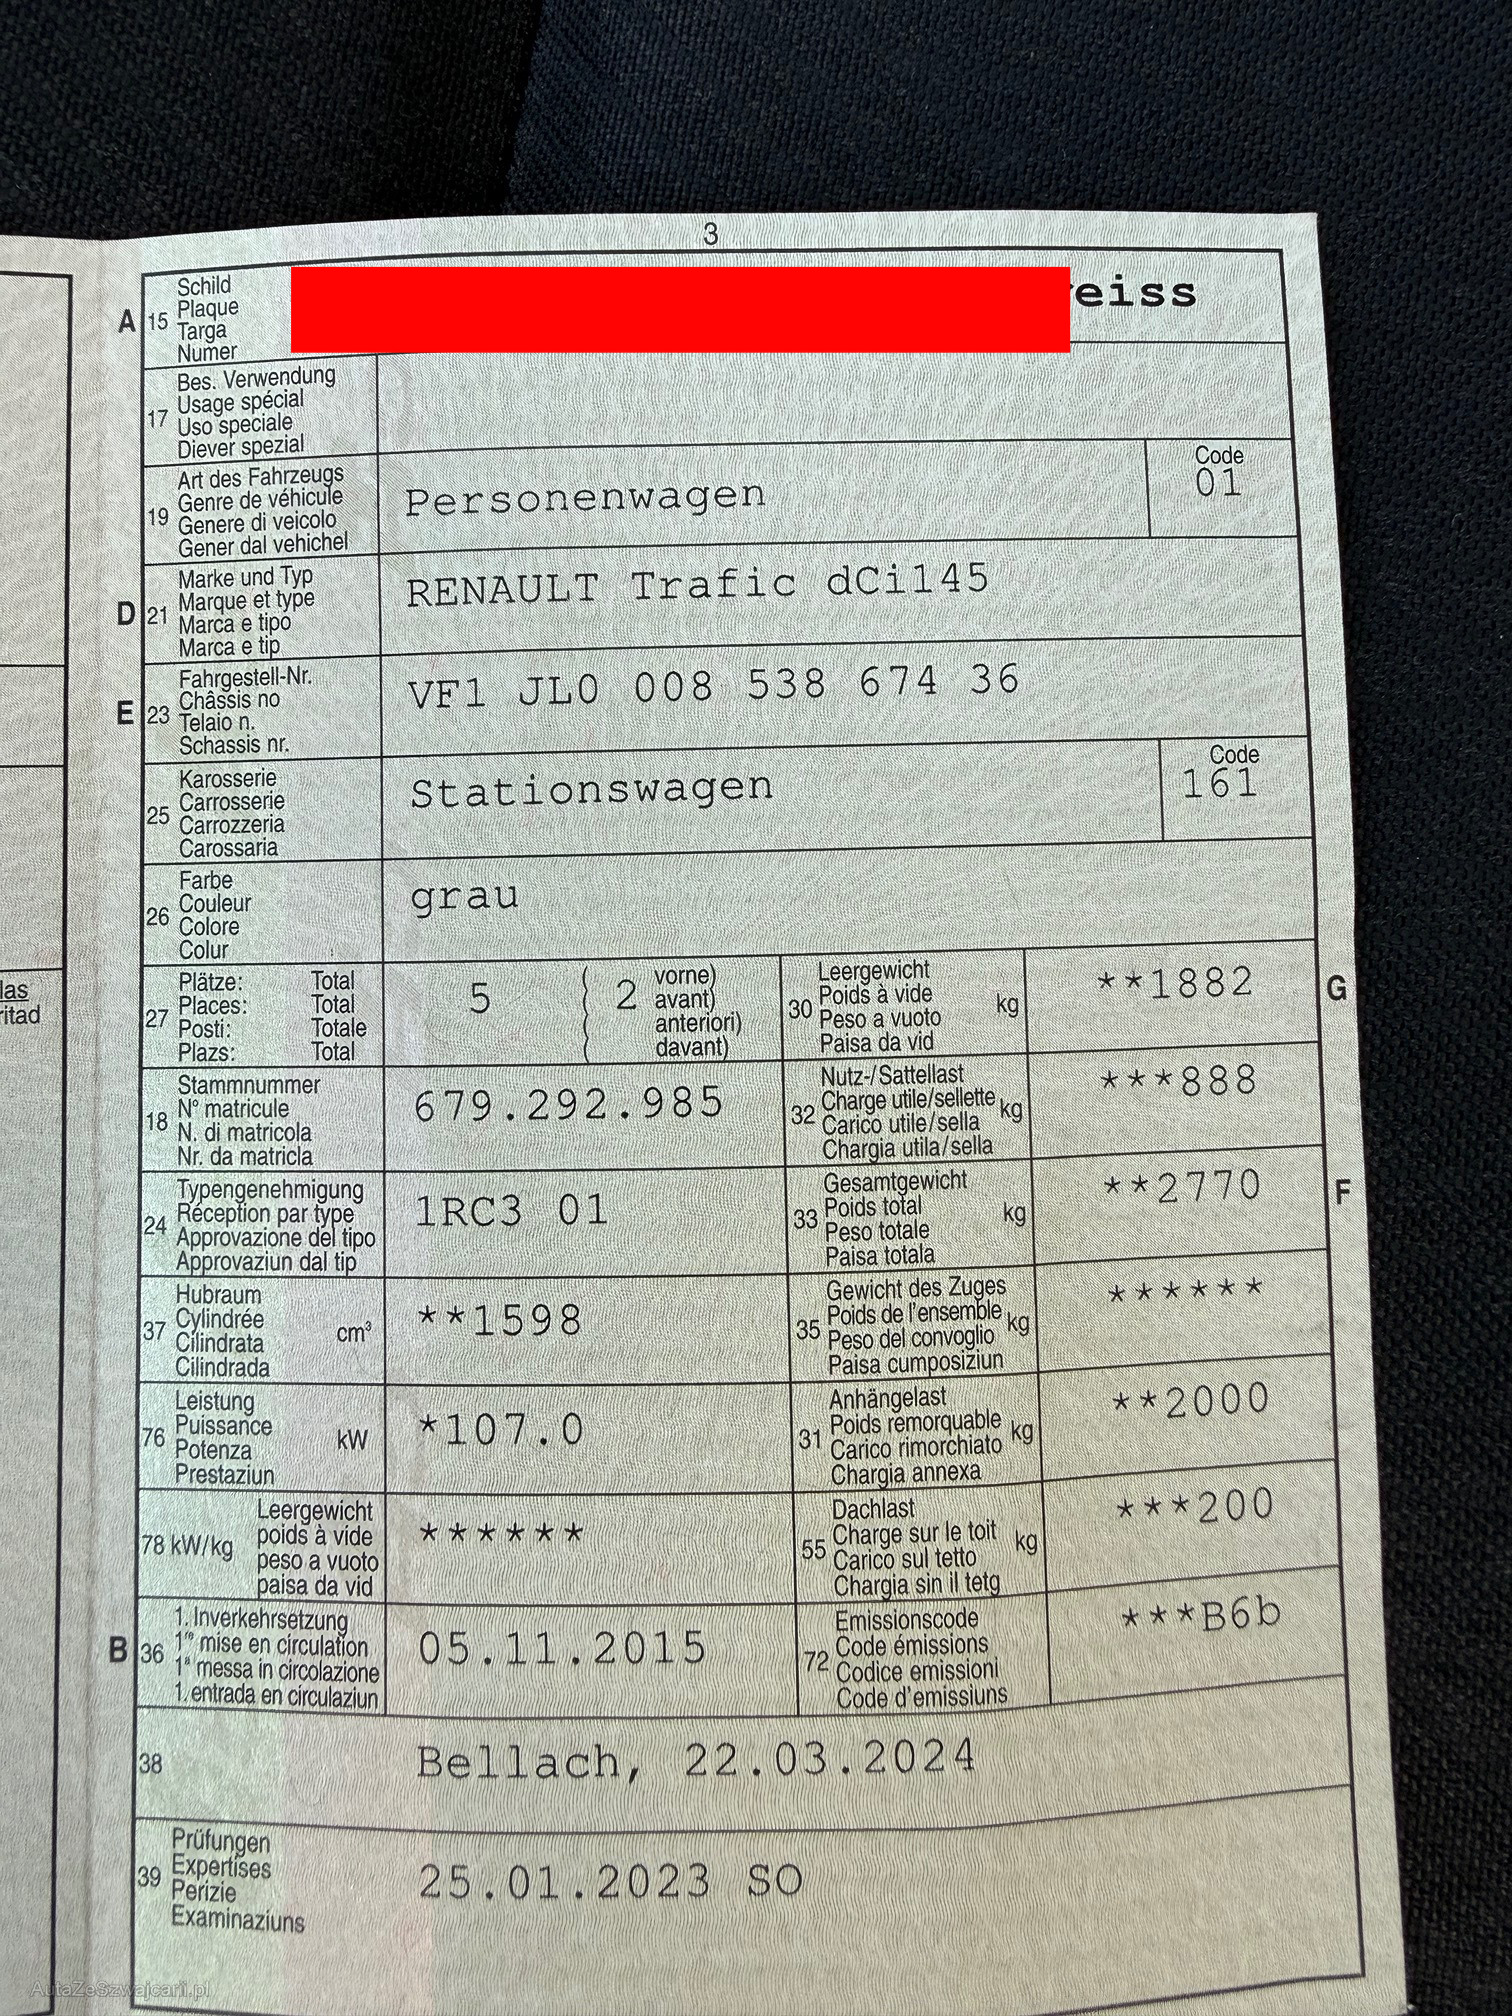 3
A 15 Schild
Plaque
Targa
Numer
eiss
17 Bes. Verwendung
Usage spécial
Uso speciale
Diever spezial
19 Art des Fahrzeugs
Genre de véhicule
Genere di veicolo
Gener dal vehichel
Personenwagen
Code
01
D 21 Marke und Typ
Marque et type
Marca e tipo
Marca e tip
RENAULT Trafic dCi145
E 23 Fahrgestell-Nr.
Châssis no
Telaio n.
Schassis nr.
VF1 JL0 008 538 674 36
25 Karosserie
Carrosserie
Carrozzeria
Carossaria
Stationswagen
Code
161
26 Farbe
Couleur
Colore
Colur
grau
las
ritad
27 Plätze: Total
Places: Total
Posti: Totale
Plazs: Total
5 ( 2 vorne)
( avant)
( anteriori)
( davant)
30 Leergewicht
Poids à vide
Peso a vuoto
Paisa da vid
kg
**1882
G
18 Stammnummer
N° matricule
N. di matricola
Nr. da matricla
679.292.985
32 Nutz-/Sattellast
Charge utile/sellette
Carico utile/sella
Chargia utila/sella
kg
***888
24 Typengenehmigung
Réception par type
Approvazione del tipo
Approvaziun dal tip
1RC3 01
33 Gesamtgewicht
Poids total
Peso totale
Paisa totala
kg
**2770
F
37 Hubraum
Cylindrée
Cilindrata
Cilindrada
cm³
**1598
35 Gewicht des Zuges
Poids de l'ensemble
Peso del convoglio
Paisa cumposiziun
kg
******
76 Leistung
Puissance
Potenza
Prestaziun
kW
*107.0
31 Anhängelast
Poids remorquable
Carico rimorchiato
Chargia annexa
kg
**2000
78 kW/kg Leergewicht
poids à vide
peso a vuoto
paisa da vid
******
55 Dachlast
Charge sur le toit
Carico sul tetto
Chargia sin il tetg
kg
***200
B 36 1. Inverkehrsetzung
1re mise en circulation
1a messa in circolazione
1. entrada en circulaziun
05.11.2015
72 Emissionscode
Code émissions
Codice emissioni
Code d'emissiuns
***B6b
38 Bellach, 22.03.2024
39 Prüfungen
Expertises
Perizie
Examinaziuns
25.01.2023 SO
AutaZeSzwajcarii.pl